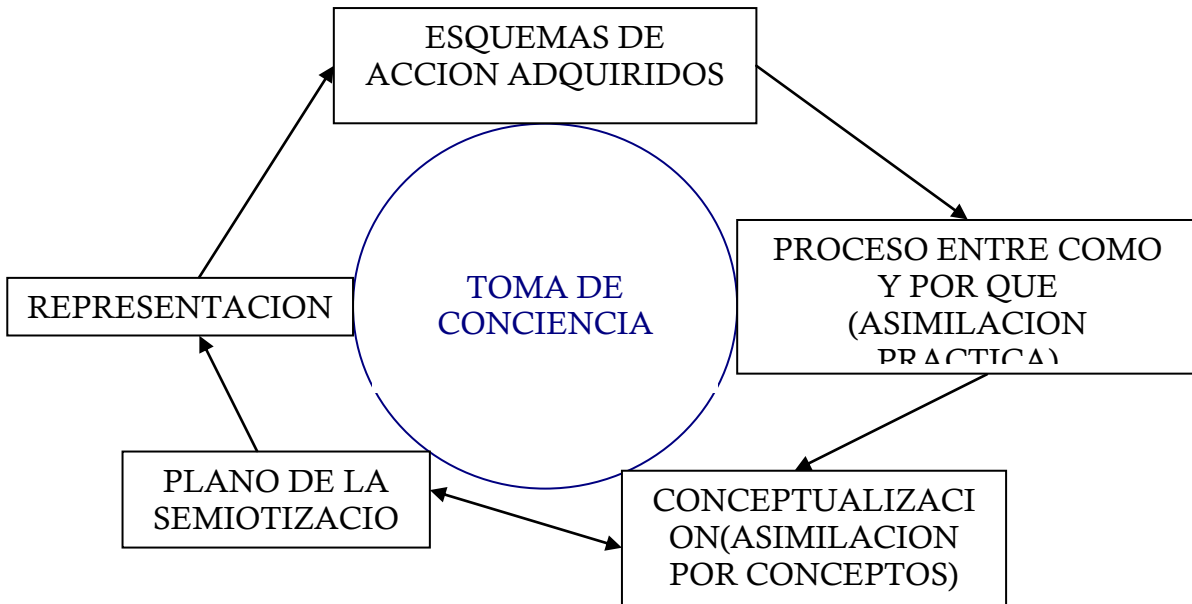 ESQUEMAS DE
ACCION ADQUIRIDOS
PROCESO ENTRE COMO
Y POR QUE
(ASIMILACION
PRACTICA)
TOMA DE
CONCIENCIA
REPRESENTACION
PLANO DE LA
SEMIOTIZACIO
CONCEPTUALIZACI
ON(ASIMILACION
POR CONCEPTOS)